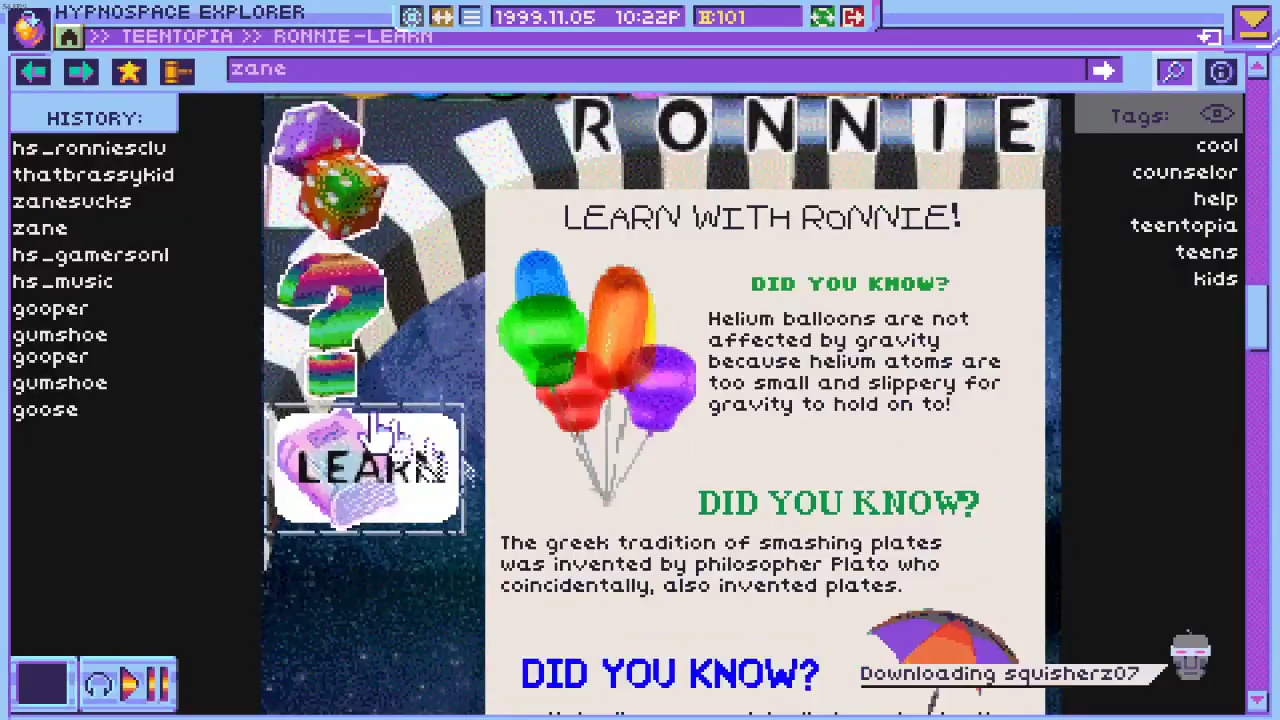 HYPNOSPACE EXPLORER
1999.11.05 10:22P
101
>> TEENTOPIA >> RONNIE-LEARN
zane
HISTORY:
hs_ronniesclu
thatbrassykid
zanesucks
zane
hs_gamersonl
hs_music
gooper
gumshoe
gooper
gumshoe
goose
RONNIE
LEARN
LEARN WITH RONNIE!
DID YOU KNOW?
Helium balloons are not
affected by gravity
because helium atoms are
too small and slippery for
gravity to hold on to!
DID YOU KNOW?
The greek tradition of smashing plates
was invented by philosopher Plato who
coincidentally, also invented plates.
DID YOU KNOW?
Tags:
cool
counselor
help
teentopia
teens
kids
Downloading squisherz07